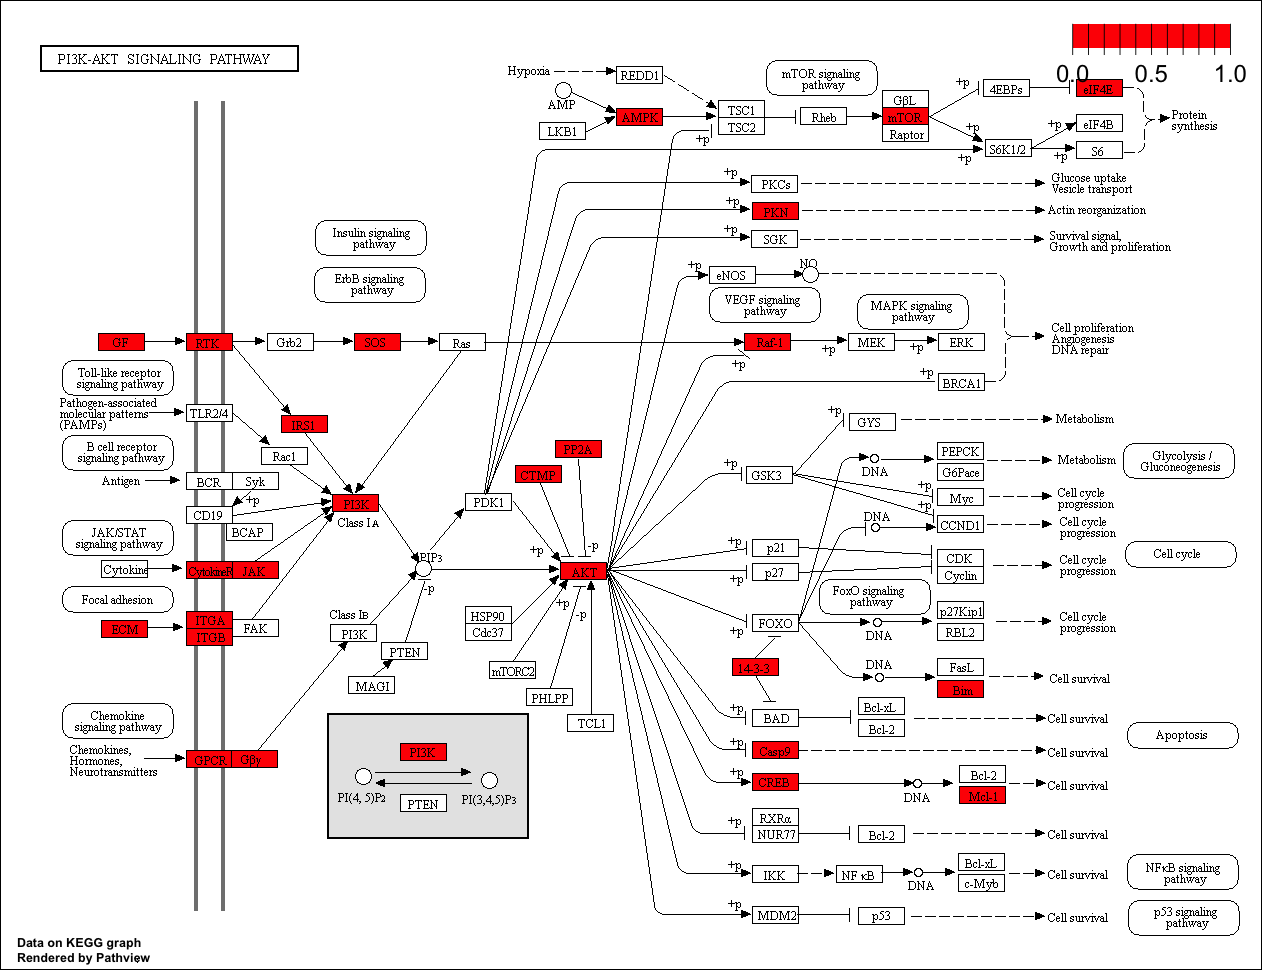 PI3K-AKT SIGNALING PATHWAY
0.0 0.5 1.0
Hypoxia
REDD1
mTOR signaling
pathway
AMP
LKB1
AMPK
TSC1
TSC2
+p
Rheb
GβL
mTOR
Raptor
+p
4EBPs
eIF4E
+p
S6K1/2
+p
+p
eIF4B
+p
S6
Protein
synthesis
+p
PKCs
Glucose uptake
Vesicle transport
+p
PKN
Actin reorganization
+p
SGK
Survival signal,
Growth and proliferation
Insulin signaling
pathway
ErbB signaling
pathway
+p
eNOS
NO
VEGF signaling
pathway
MAPK signaling
pathway
GF
RTK
Grb2
SOS
Ras
Raf-1
+p
+p
MEK
+p
ERK
+p
BRCA1
Cell proliferation
Angiogenesis
DNA repair
Toll-like receptor
signaling pathway
Pathogen-associated
molecular patterns
(PAMPs)
TLR2/4
IRS1
Rac1
B cell receptor
signaling pathway
Antigen
BCR
Syk
+p
CD19
BCAP
PI3K
Class IA
PDK1
CTMP
PP2A
+p
-p
AKT
+p
-p
PIP3
-p
JAK/STAT
signaling pathway
Cytokine
CytokineR
JAK
Focal adhesion
ECM
ITGA
ITGB
FAK
Class IB
PI3K
PTEN
MAGI
HSP90
Cdc37
mTORC2
PHLPP
TCL1
Chemokine
signaling pathway
Chemokines,
Hormones,
Neurotransmitters
GPCR
Gβγ
PI3K
PI(4, 5)P2
PI(3,4,5)P3
PTEN
+p
GYS
Metabolism
+p
GSK3
DNA
PEPCK
G6Pace
Metabolism
Glycolysis /
Gluconeogenesis
+p
Myc
Cell cycle
progression
+p
DNA
CCND1
Cell cycle
progression
+p
p21
+p
p27
CDK
Cyclin
Cell cycle
progression
Cell cycle
FoxO signaling
pathway
FOXO
+p
DNA
p27Kip1
RBL2
Cell cycle
progression
14-3-3
DNA
FasL
Bim
Cell survival
+p
BAD
Bcl-xL
Bcl-2
Cell survival
Apoptosis
+p
Casp9
Cell survival
+p
CREB
DNA
Bcl-2
Mcl-1
Cell survival
+p
RXRα
NUR77
Bcl-2
Cell survival
+p
IKK
NFκB
DNA
Bcl-xL
c-Myb
Cell survival
NFκB signaling
pathway
+p
MDM2
p53
Cell survival
p53 signaling
pathway
Data on KEGG graph
Rendered by Pathview